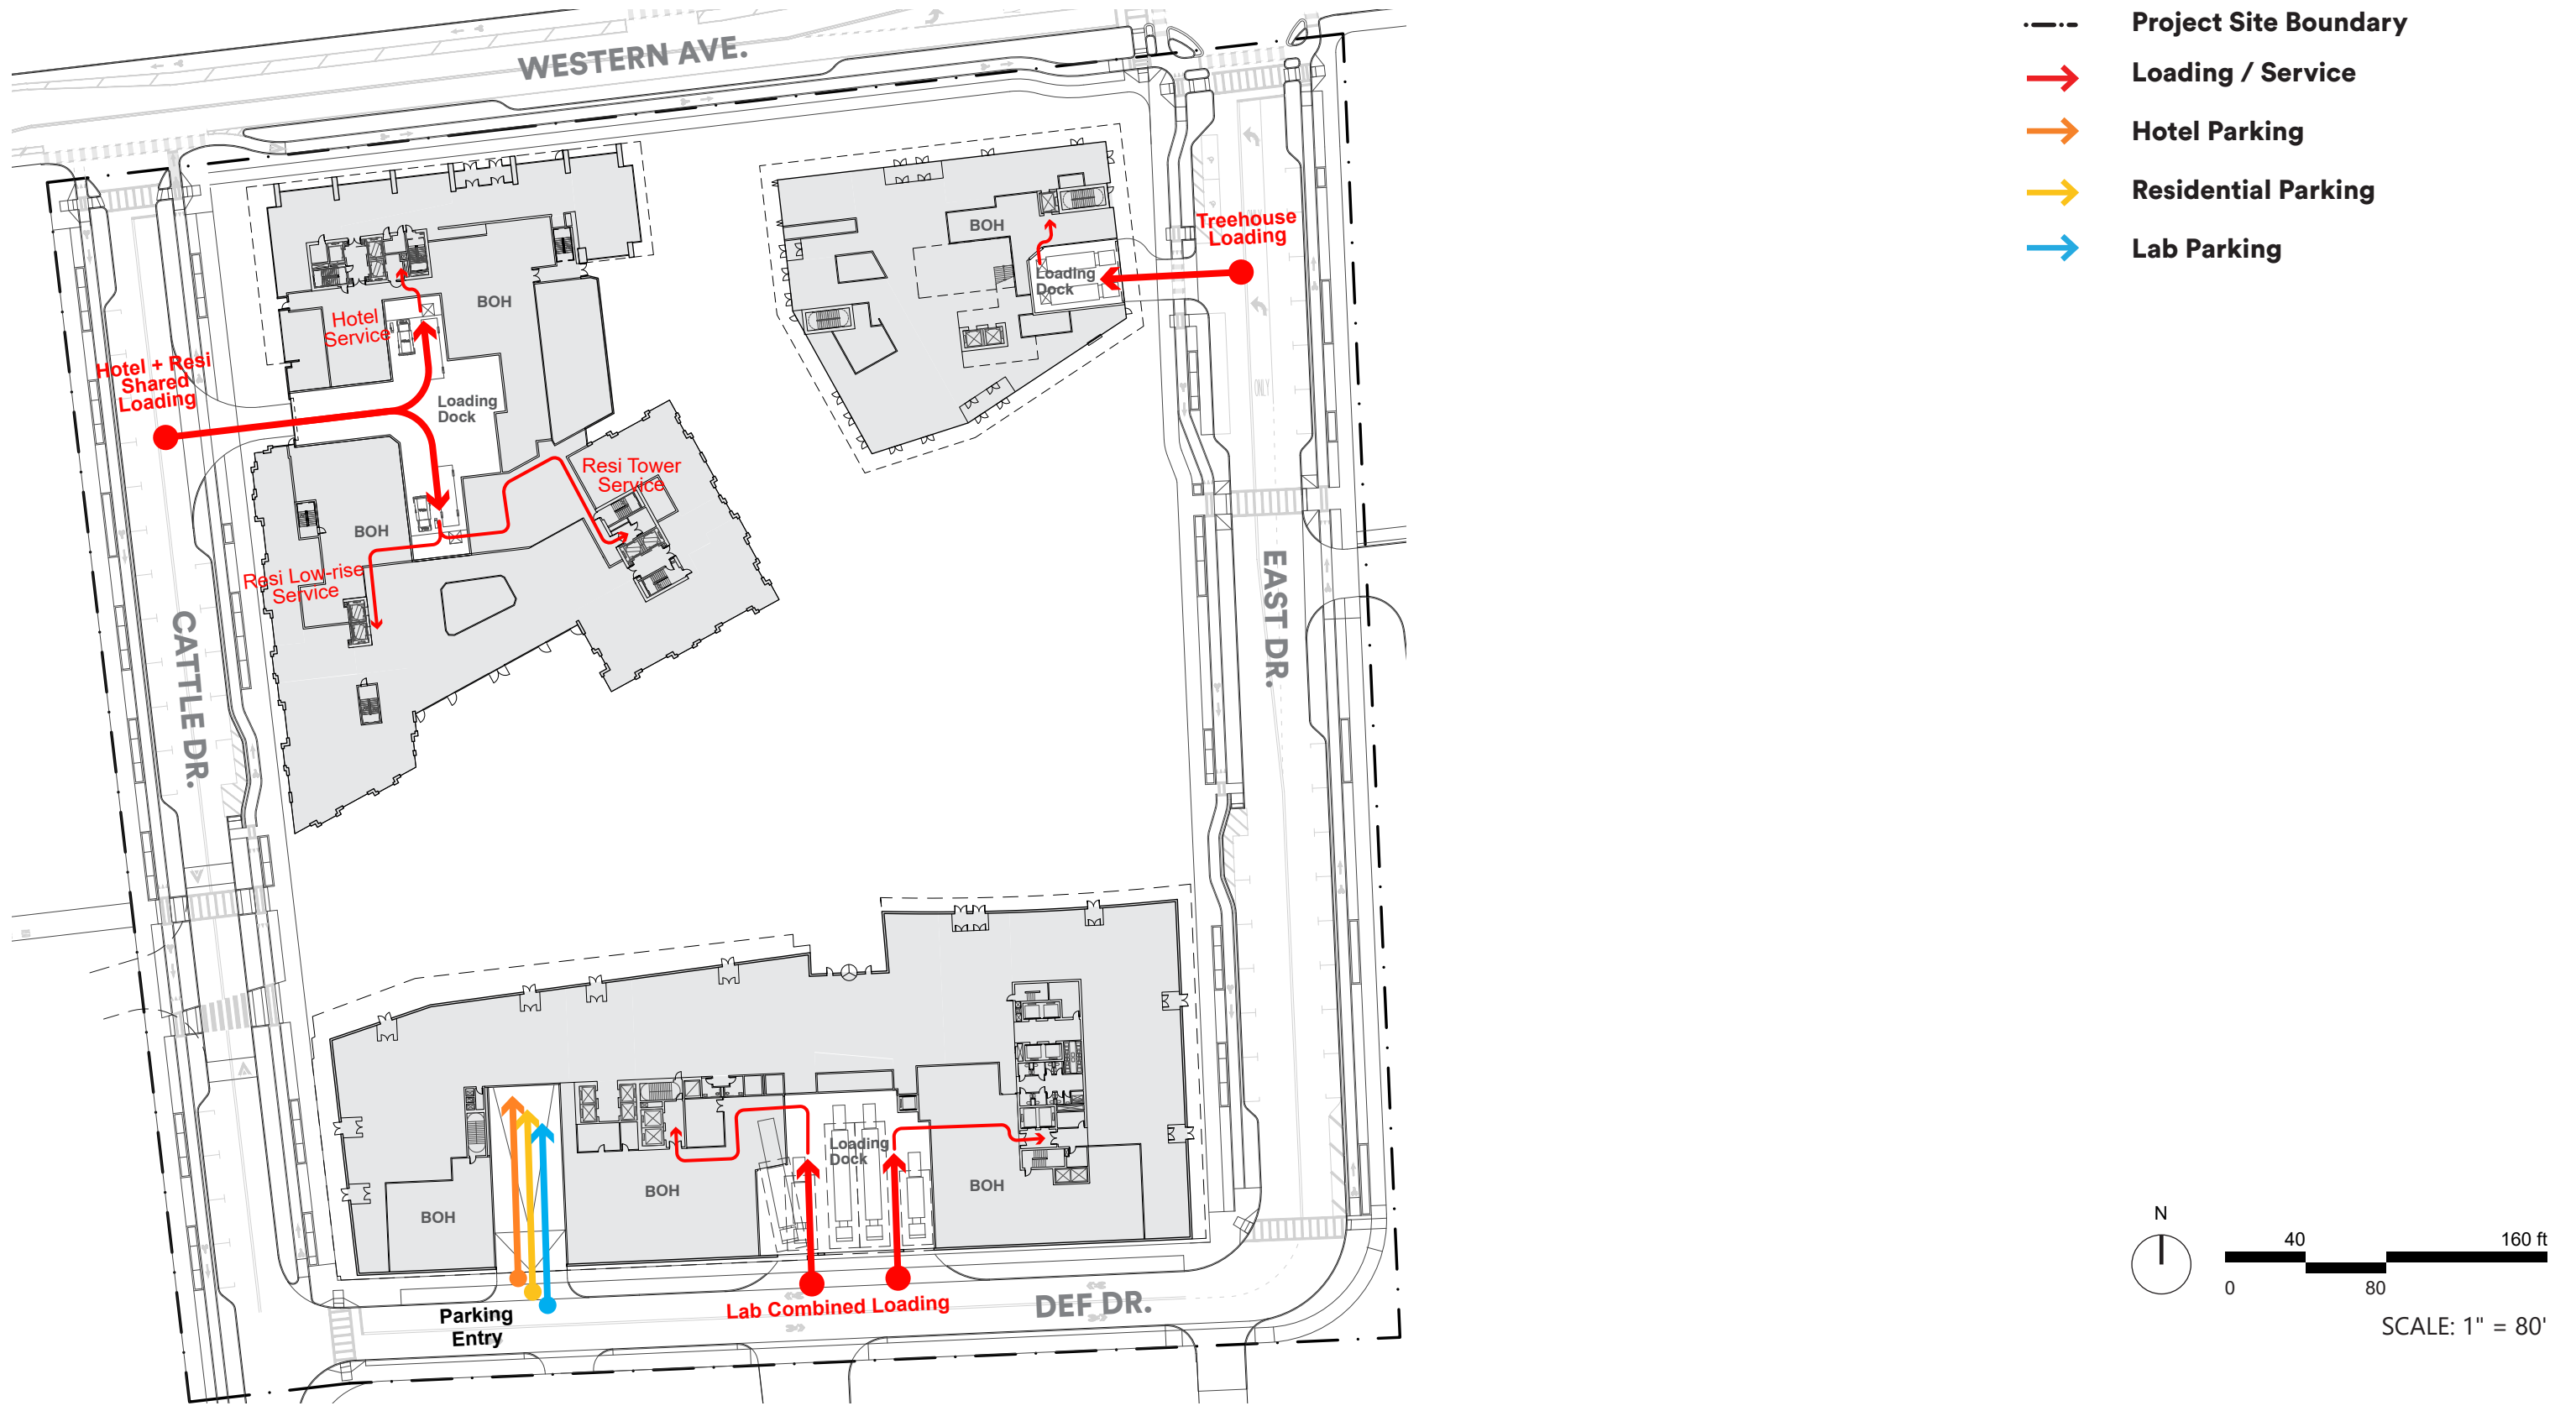 WESTERN AVE.
Project Site Boundary
Loading / Service
Hotel Parking
Residential Parking
Lab Parking
BOH
Treehouse
Loading
Loading
Dock
BOH
Hotel
Service
Hotel + Resi
Shared
Loading
Loading
Dock
ONLY
Resi Tower
Service
BOH
Resi Low-rise
Service
CATTLE DR.
EAST DR.
Loading
Dock
BOH
BOH
BOH
Parking
Entry
Lab Combined Loading
DEF DR.
N
40
160 ft
0
80
SCALE: 1" = 80'